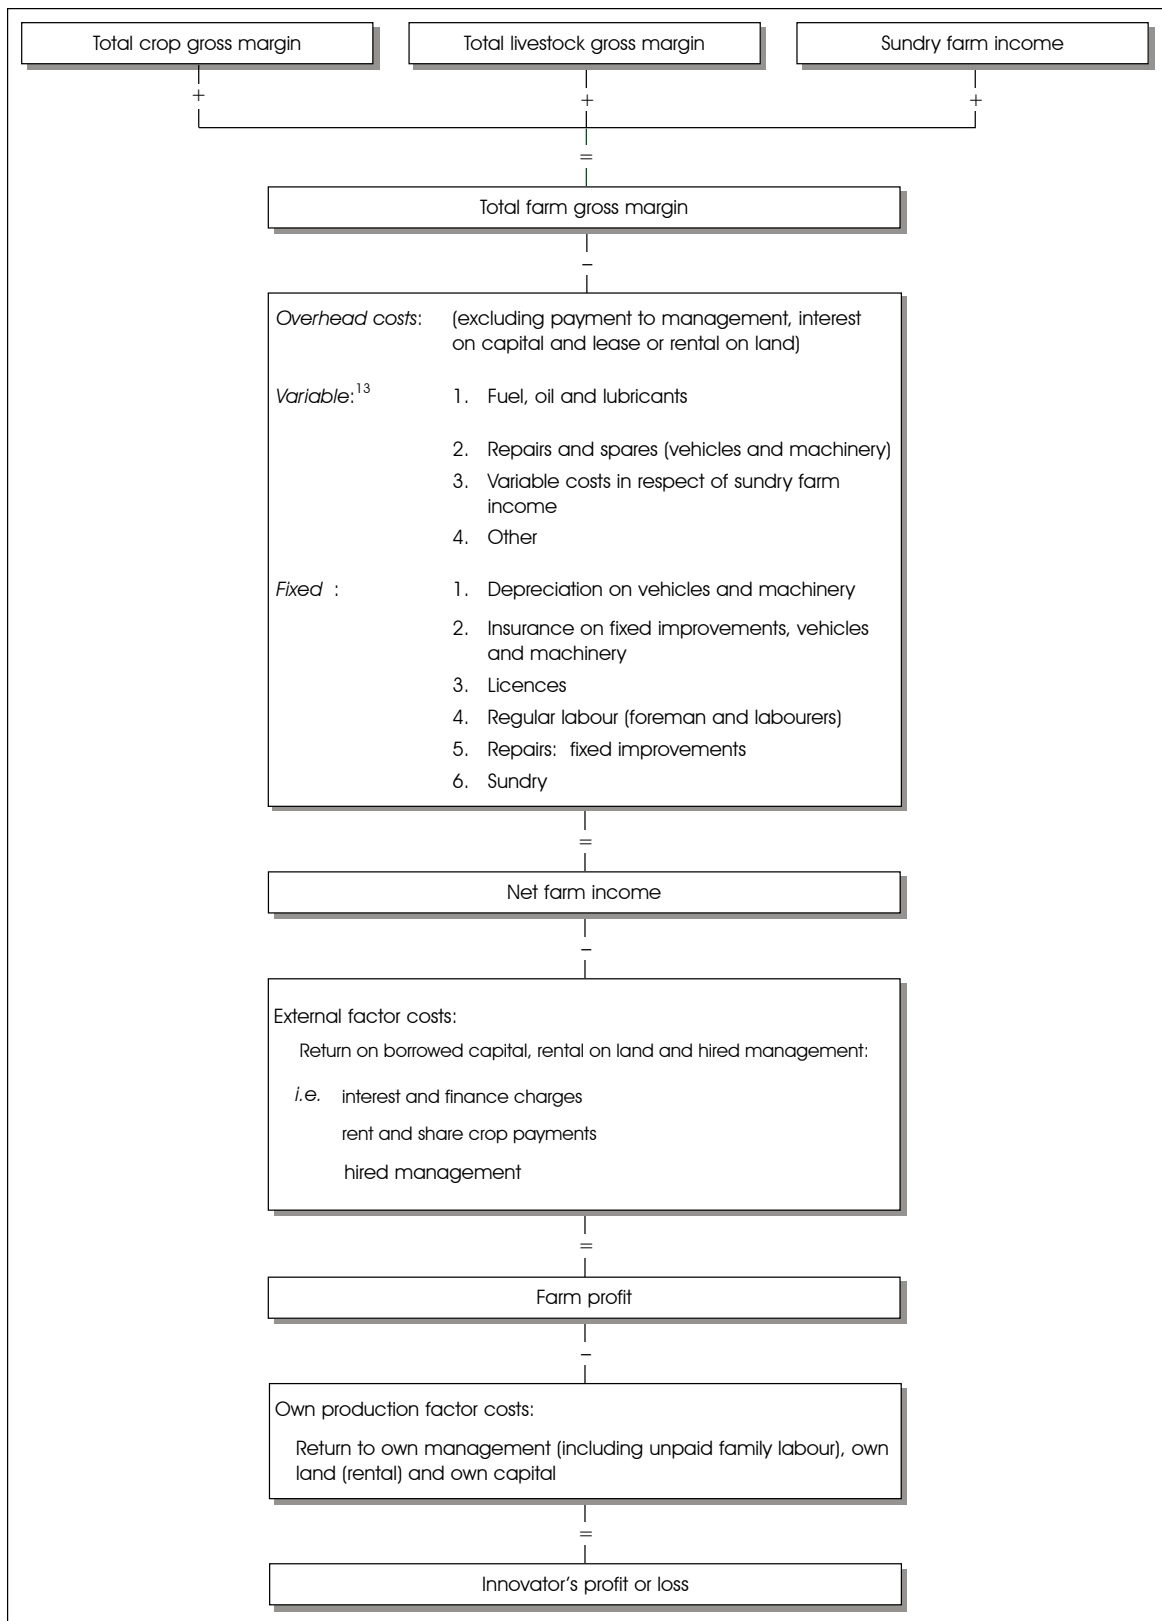 Total crop gross margin
Total livestock gross margin
Sundry farm income
+
+
+
=
Total farm gross margin
–
Overhead costs: (excluding payment to management, interest
on capital and lease or rental on land)
Variable:13 1. Fuel, oil and lubricants
2. Repairs and spares (vehicles and machinery)
3. Variable costs in respect of sundry farm
income
4. Other
Fixed : 1. Depreciation on vehicles and machinery
2. Insurance on fixed improvements, vehicles
and machinery
3. Licences
4. Regular labour (foreman and labourers)
5. Repairs: fixed improvements
6. Sundry
=
Net farm income
–
External factor costs:
Return on borrowed capital, rental on land and hired management:
i.e. interest and finance charges
rent and share crop payments
hired management
=
Farm profit
–
Own production factor costs:
Return to own management (including unpaid family labour), own
land (rental) and own capital
=
Innovator's profit or loss